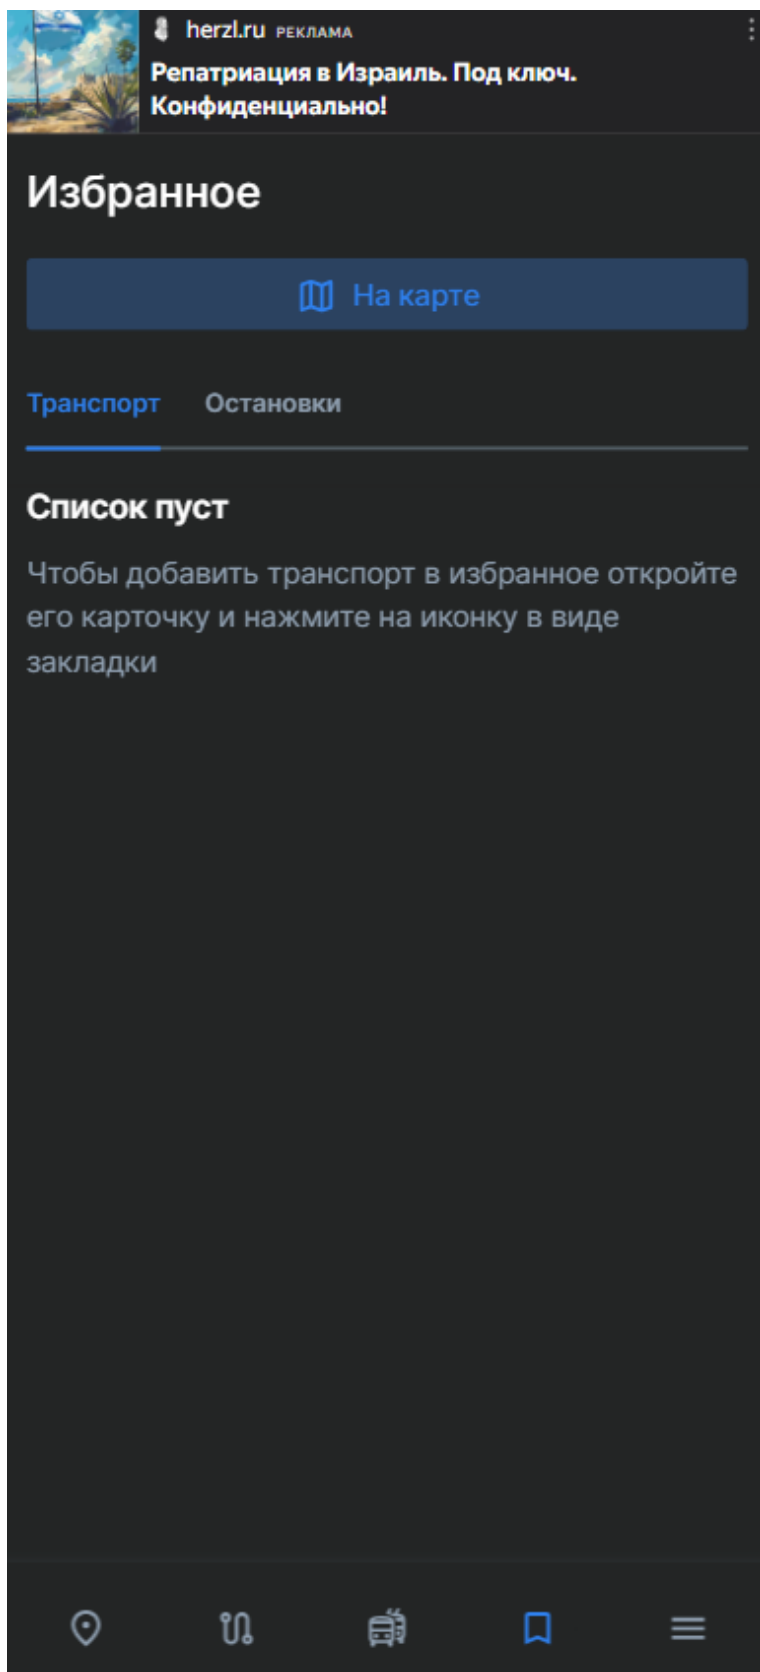 herzl.ru РЕКЛАМА
Репатриация в Израиль. Под ключ.
Конфиденциально!
Избранное
На карте
Транспорт Остановки
Список пуст
Чтобы добавить транспорт в избранное откройте
его карточку и нажмите на иконку в виде
закладки